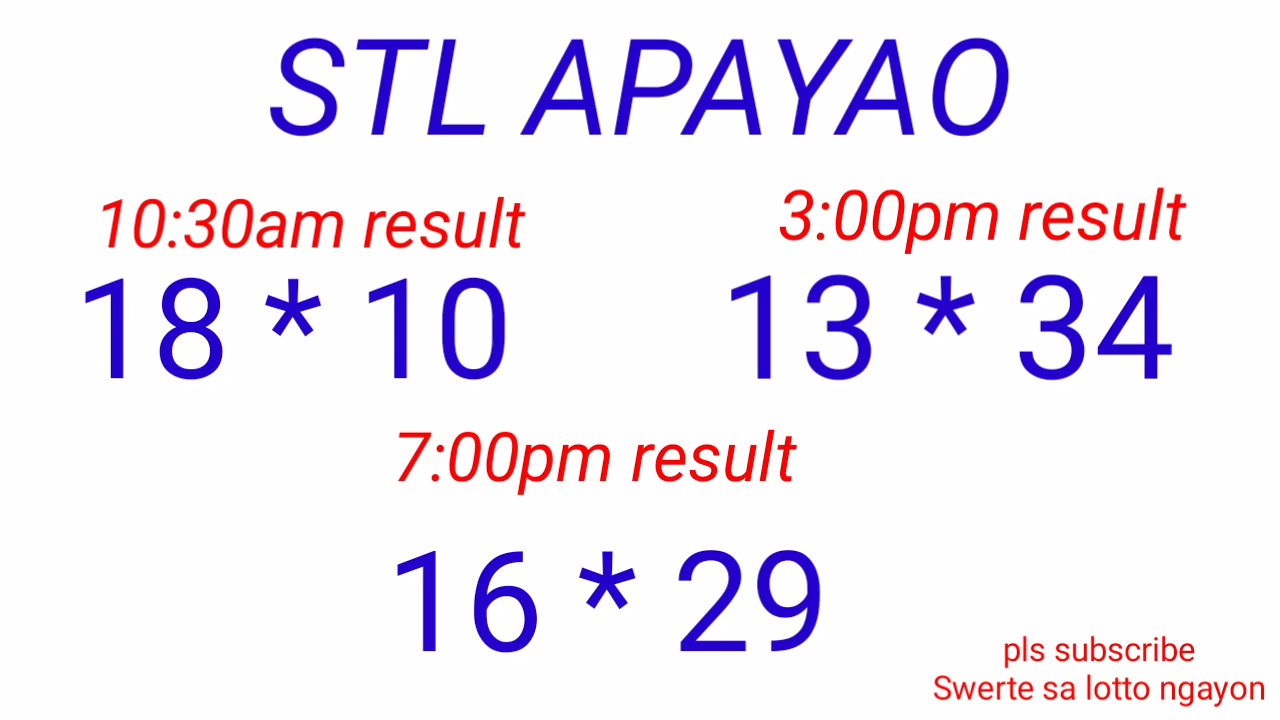 STL APAYAO
10:30am result
18 * 10
3:00pm result
13 * 34
7:00pm result
16 * 29
pls subscribe
Swerte sa lotto ngayon